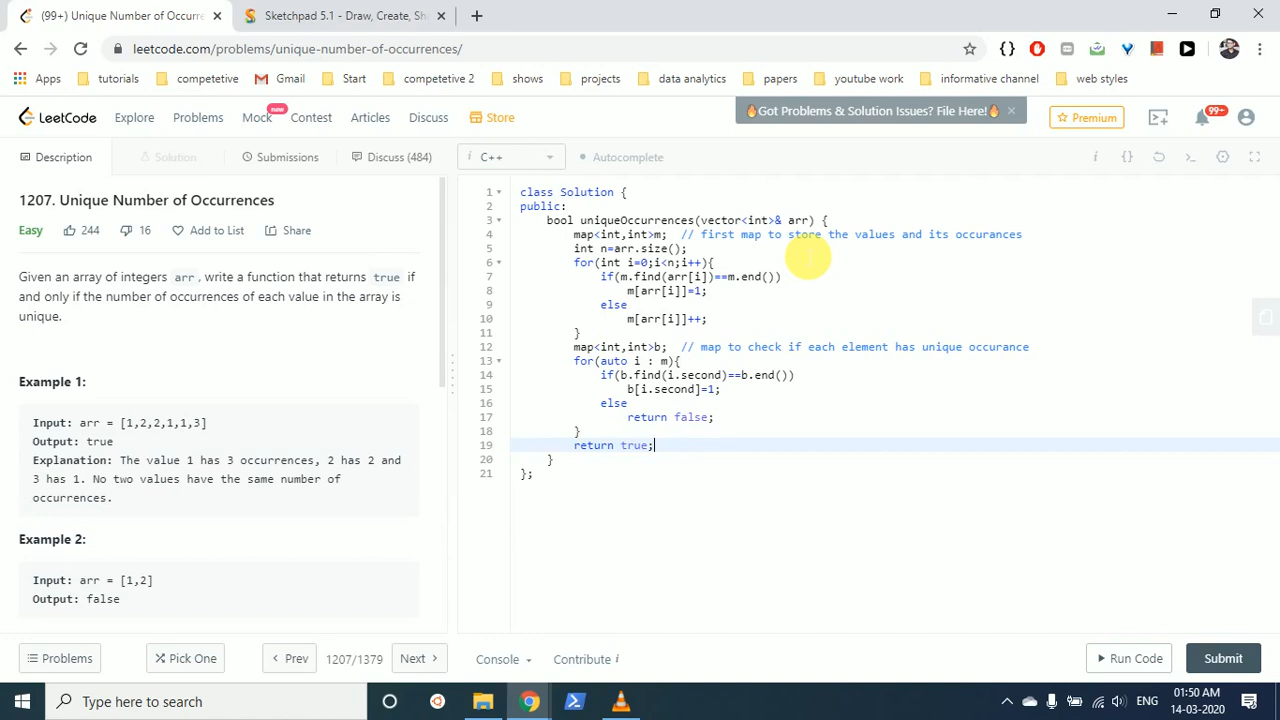 (99+) Unique Number of Occurre
Sketchpad 5.1 - Draw, Create, Sh
leetcode.com/problems/unique-number-of-occurrences/
Apps tutorials competetive Gmail Start competetive 2 shows projects data analytics papers youtube work informative channel web styles
LeetCode Explore Problems Mock new Contest Articles Discuss Store
🔥Got Problems & Solution Issues? File Here!🔥
Premium
99+
Description Solution Submissions Discuss (484)
i C++ Autocomplete
1207. Unique Number of Occurrences
Easy 244 16 Add to List Share
Given an array of integers arr, write a function that returns true if
and only if the number of occurrences of each value in the array is
unique.
Example 1:
Input: arr = [1,2,2,1,1,3]
Output: true
Explanation: The value 1 has 3 occurrences, 2 has 2 and
3 has 1. No two values have the same number of
occurrences.
Example 2:
Input: arr = [1,2]
Output: false
1 class Solution {
2 public:
3 bool uniqueOccurrences(vector<int>& arr) {
4 map<int,int>m; // first map to store the values and its occurances
5 int n=arr.size();
6 for(int i=0;i<n;i++){
7 if(m.find(arr[i])==m.end())
8 m[arr[i]]=1;
9 else
10 m[arr[i]]++;
11 }
12 map<int,int>b; // map to check if each element has unique occurance
13 for(auto i : m){
14 if(b.find(i.second)==b.end())
15 b[i.second]=1;
16 else
17 return false;
18 }
19 return true;
20 }
21 };
Problems Pick One Prev 1207/1379 Next Console Contribute i Run Code Submit
Type here to search
ENG
01:50 AM
14-03-2020